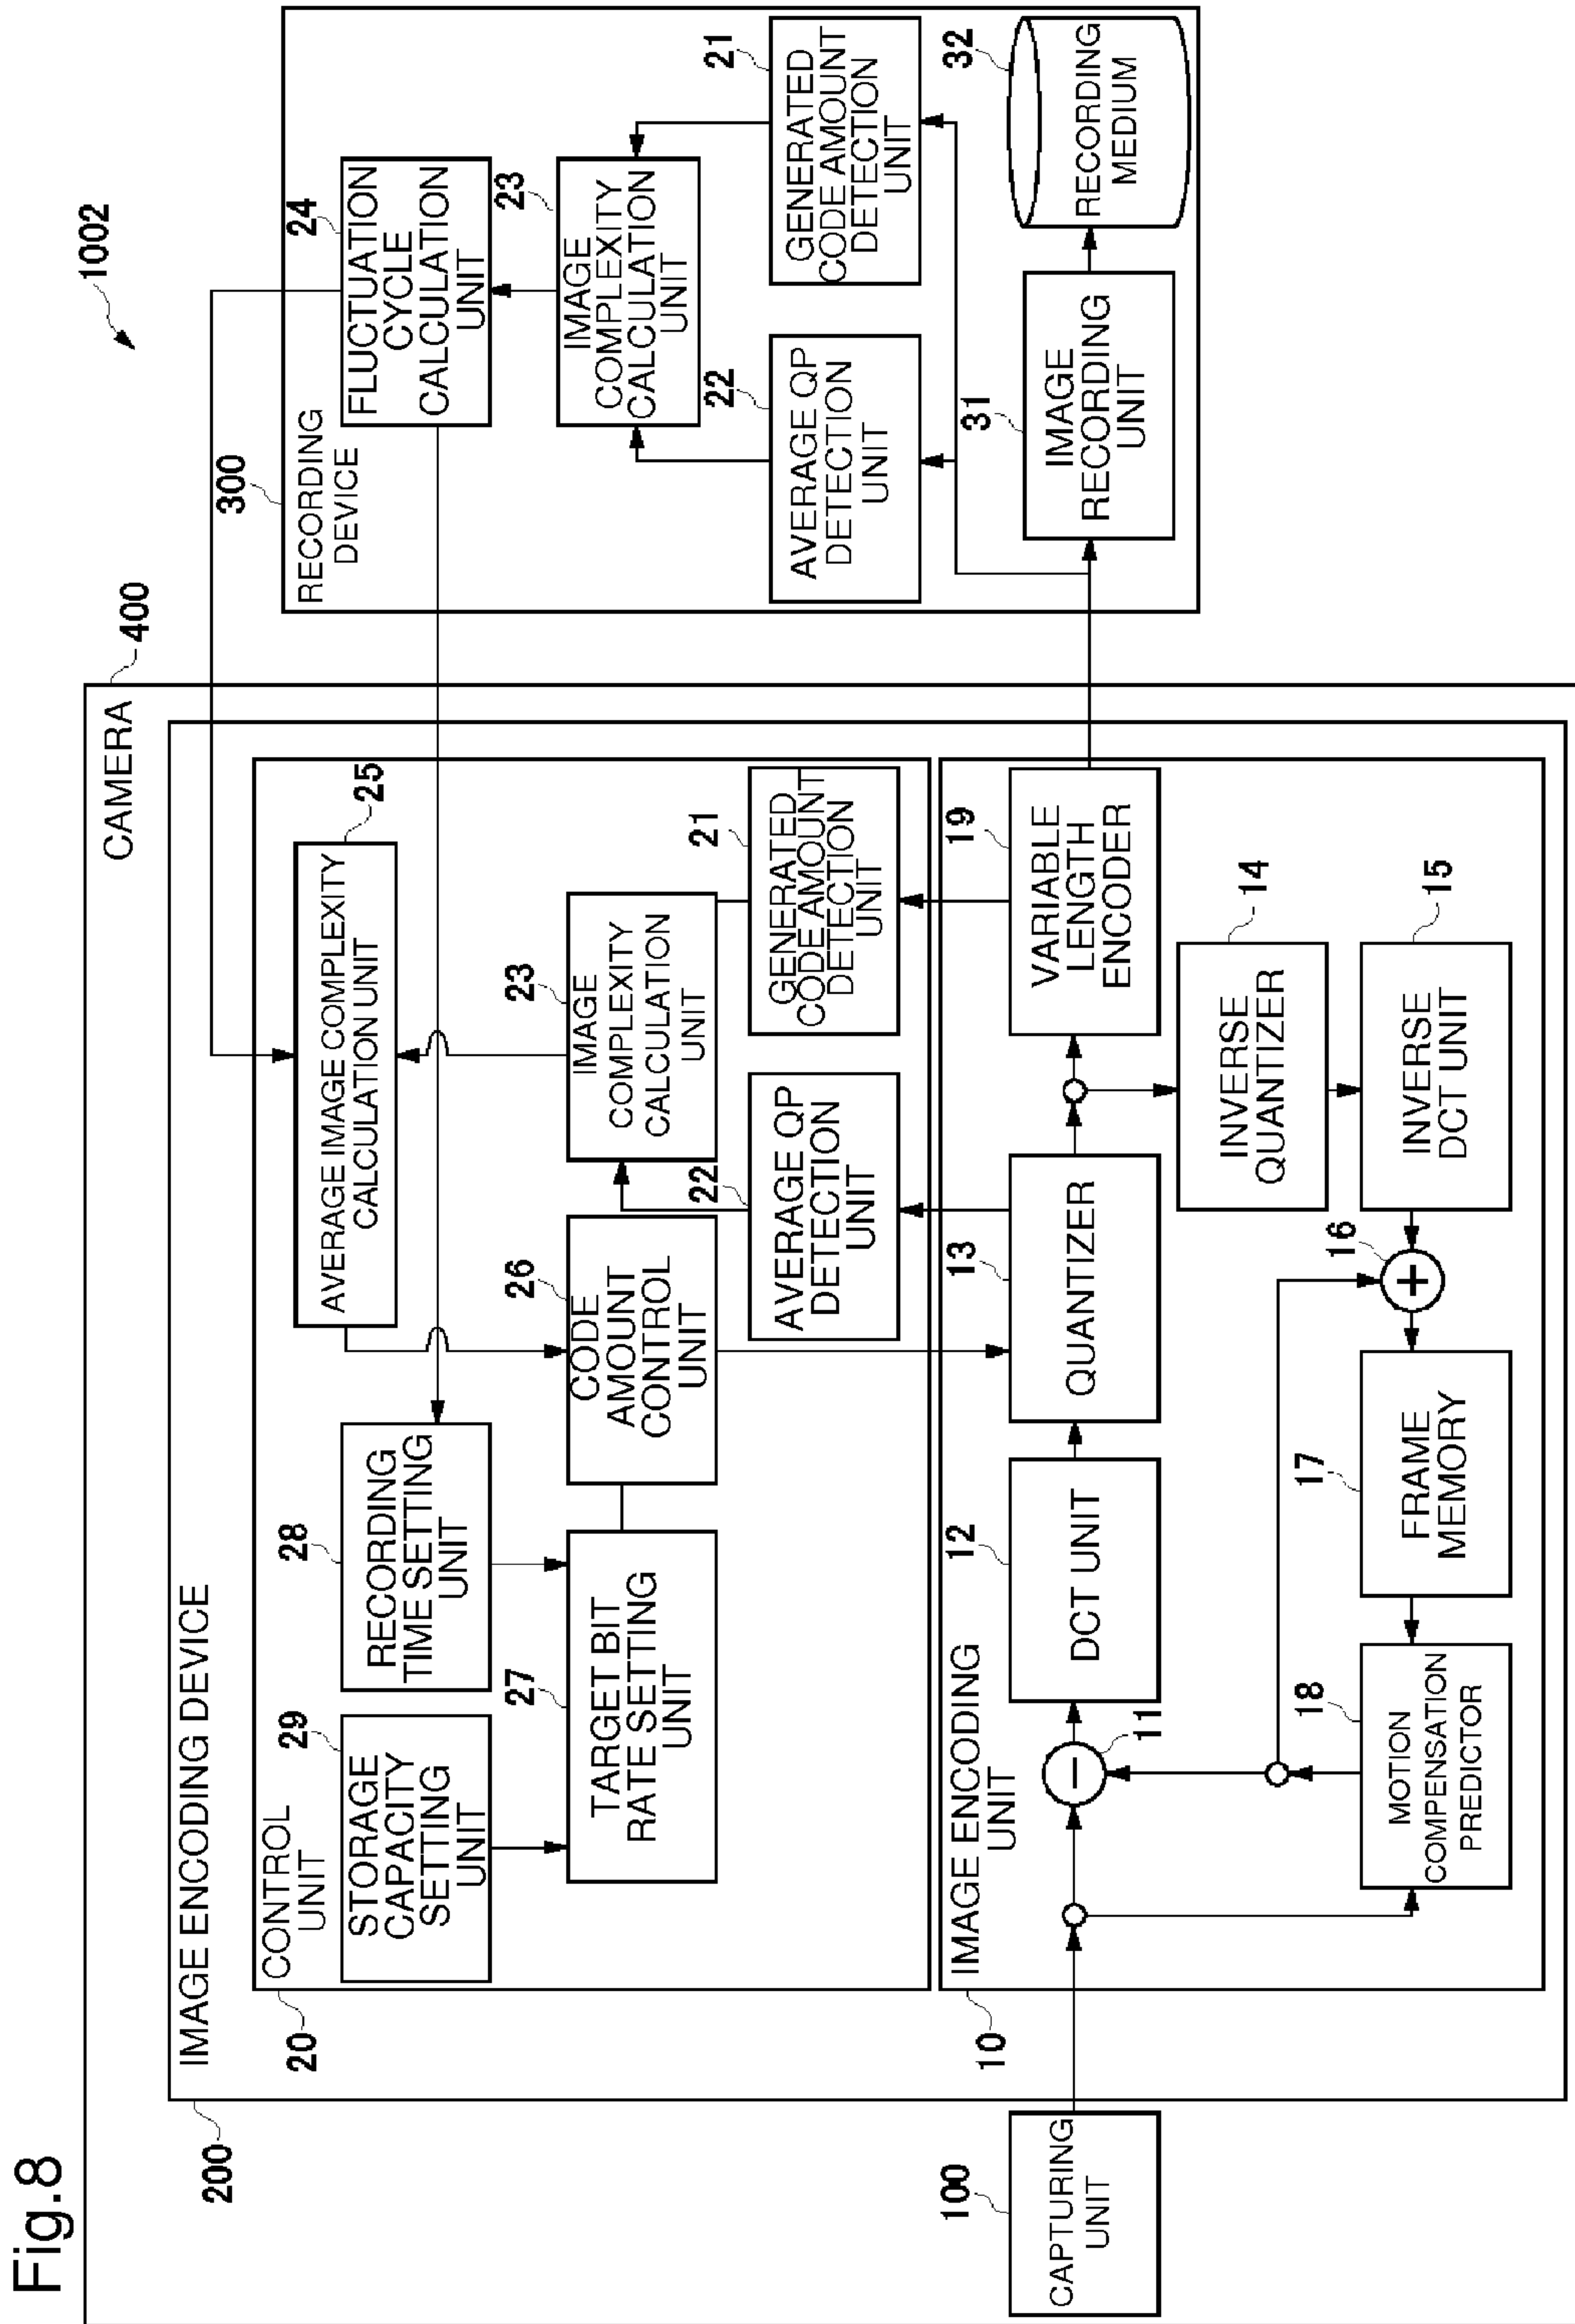 Fig.8
1002
CAMERA
400
IMAGE ENCODING DEVICE
200
CONTROL
UNIT
20
STORAGE
CAPACITY
SETTING
UNIT
29
RECORDING
TIME SETTING
UNIT
28
AVERAGE IMAGE COMPLEXITY
CALCULATION UNIT
25
TARGET BIT
RATE SETTING
UNIT
27
CODE
AMOUNT
CONTROL
UNIT
26
IMAGE
COMPLEXITY
CALCULATION
UNIT
23
AVERAGE QP
DETECTION
UNIT
22
GENERATED
CODE AMOUNT
DETECTION
UNIT
21
IMAGE ENCODING
UNIT
10
CAPTURING
UNIT
100
−
11
DCT UNIT
12
QUANTIZER
13
VARIABLE
LENGTH
ENCODER
19
INVERSE
QUANTIZER
14
INVERSE
DCT UNIT
15
+
16
FRAME
MEMORY
17
MOTION
COMPENSATION
PREDICTOR
18
RECORDING
DEVICE
300
FLUCTUATION
CYCLE
CALCULATION
UNIT
24
IMAGE
COMPLEXITY
CALCULATION
UNIT
23
AVERAGE QP
DETECTION
UNIT
22
GENERATED
CODE AMOUNT
DETECTION
UNIT
21
IMAGE
RECORDING
UNIT
31
RECORDING
MEDIUM
32